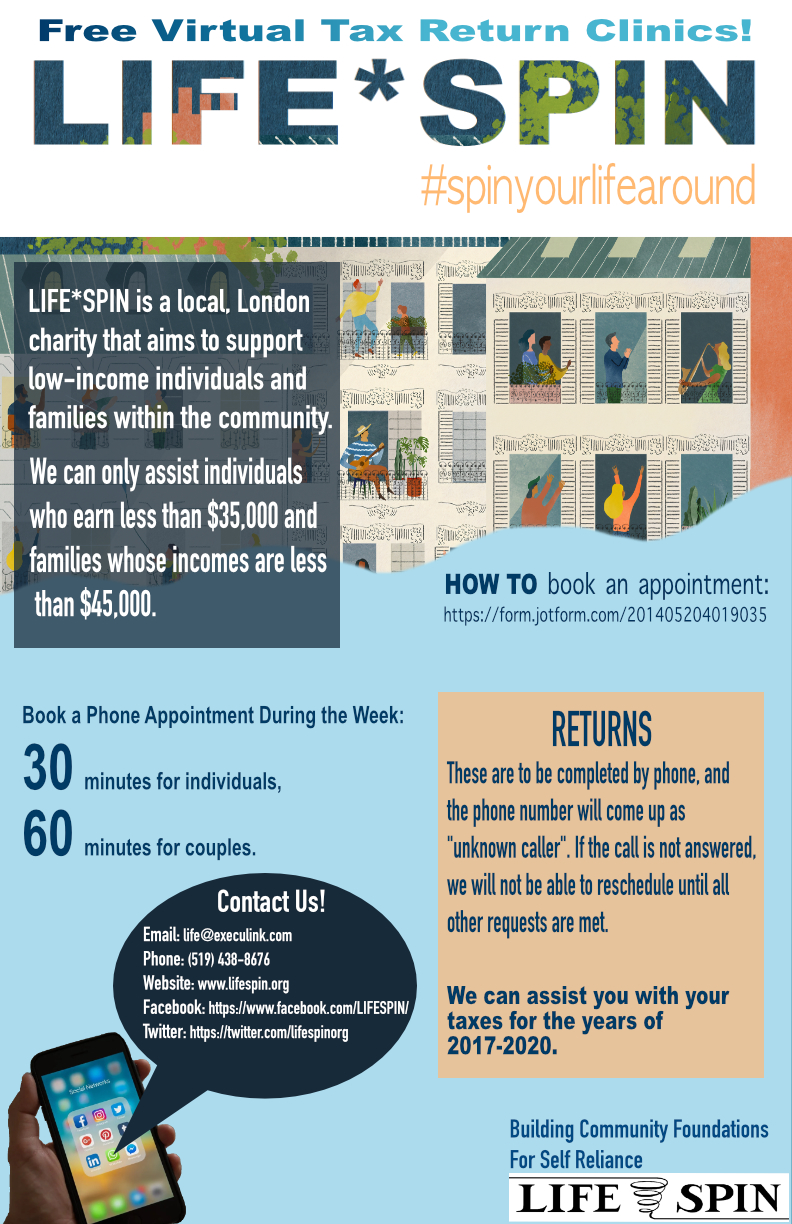 Free Virtual Tax Return Clinics!
LIFE*SPIN
#spinyourlifearound
LIFE*SPIN is a local, London
charity that aims to support
low-income individuals and
families within the community.
We can only assist individuals
who earn less than $35,000 and
families whose incomes are less
than $45,000.
HOW TO book an appointment:
https://form.jotform.com/201405204019035
Book a Phone Appointment During the Week:
30 minutes for individuals,
60 minutes for couples.
RETURNS
These are to be completed by phone, and
the phone number will come up as
"unknown caller". If the call is not answered,
we will not be able to reschedule until all
other requests are met.
We can assist you with your
taxes for the years of
2017-2020.
Contact Us!
Email: life@execulink.com
Phone: (519) 438-8676
Website: www.lifespin.org
Facebook: https://www.facebook.com/LIFESPIN/
Twitter: https://twitter.com/lifespinorg
Social Networks
Building Community Foundations
For Self Reliance
LIFE SPIN